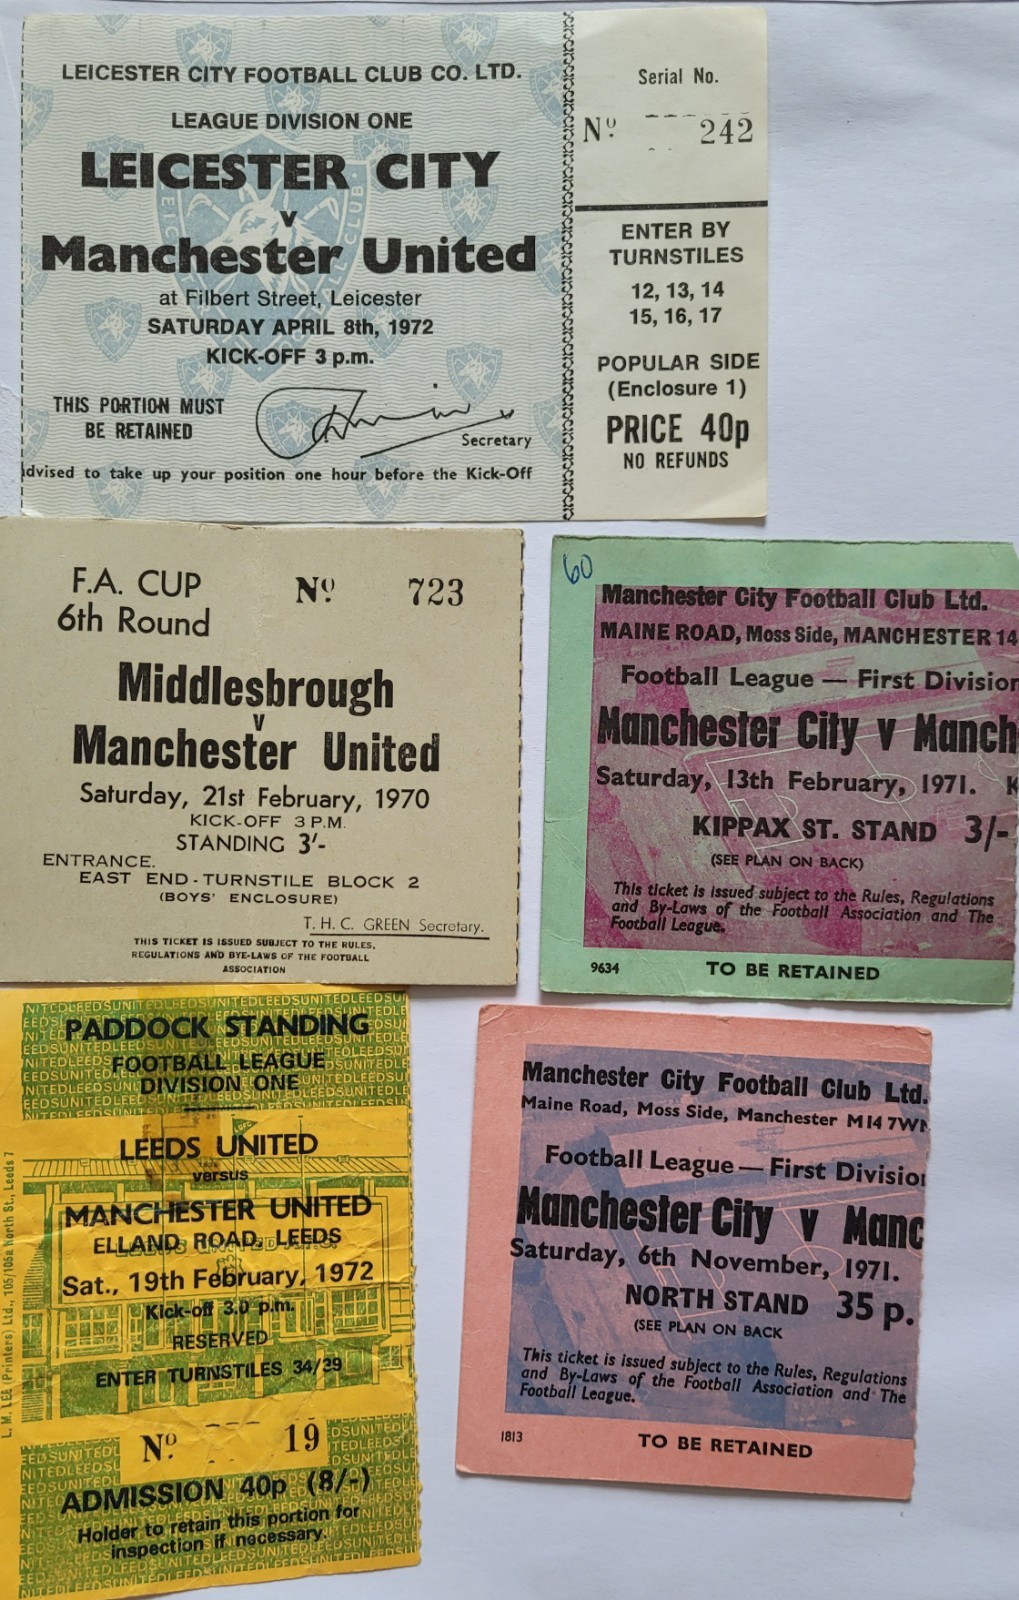 LEICESTER CITY FOOTBALL CLUB CO. LTD.
LEAGUE DIVISION ONE
LEICESTER CITY
v
Manchester United
at Filbert Street, Leicester
SATURDAY APRIL 8th, 1972
KICK-OFF 3 p.m.
THIS PORTION MUST
BE RETAINED
Secretary
dvised to take up your position one hour before the Kick-Off
Serial No.
Nº 242
ENTER BY
TURNSTILES
12, 13, 14
15, 16, 17
POPULAR SIDE
(Enclosure 1)
PRICE 40p
NO REFUNDS
F.A. CUP
6th Round
Nº 723
Middlesbrough
v
Manchester United
Saturday, 21st February, 1970
KICK-OFF 3 P.M.
STANDING 3'-
ENTRANCE.
EAST END - TURNSTILE BLOCK 2
(BOYS' ENCLOSURE)
T. H. C. GREEN Secretary.
THIS TICKET IS ISSUED SUBJECT TO THE RULES,
REGULATIONS AND BYE-LAWS OF THE FOOTBALL
ASSOCIATION
60
Manchester City Football Club Ltd.
MAINE ROAD, Moss Side, MANCHESTER 14
Football League — First Division
Manchester City v Manch
Saturday, 13th February, 1971. K
KIPPAX ST. STAND 3/-
(SEE PLAN ON BACK)
This ticket is issued subject to the Rules, Regulations
and By-Laws of the Football Association and The
Football League.
9634 TO BE RETAINED
PADDOCK STANDING
FOOTBALL LEAGUE
DIVISION ONE
LEEDS UNITED
versus
MANCHESTER UNITED
ELLAND ROAD, LEEDS
Sat., 19th February, 1972
Kick-off 3.0 p.m.
RESERVED
ENTER TURNSTILES 34/39
Nº 19
ADMISSION 40p (8/-)
Holder to retain this portion for
inspection if necessary.
L. M. LEE (Printers) Ltd., 105/106a North St., Leeds 7
Manchester City Football Club Ltd.
Maine Road, Moss Side, Manchester M14 7WN
Football League — First Division
Manchester City v Manc
Saturday, 6th November, 1971.
NORTH STAND 35 p.
(SEE PLAN ON BACK
This ticket is issued subject to the Rules, Regulations
and By-Laws of the Football Association and The
Football League.
1813 TO BE RETAINED